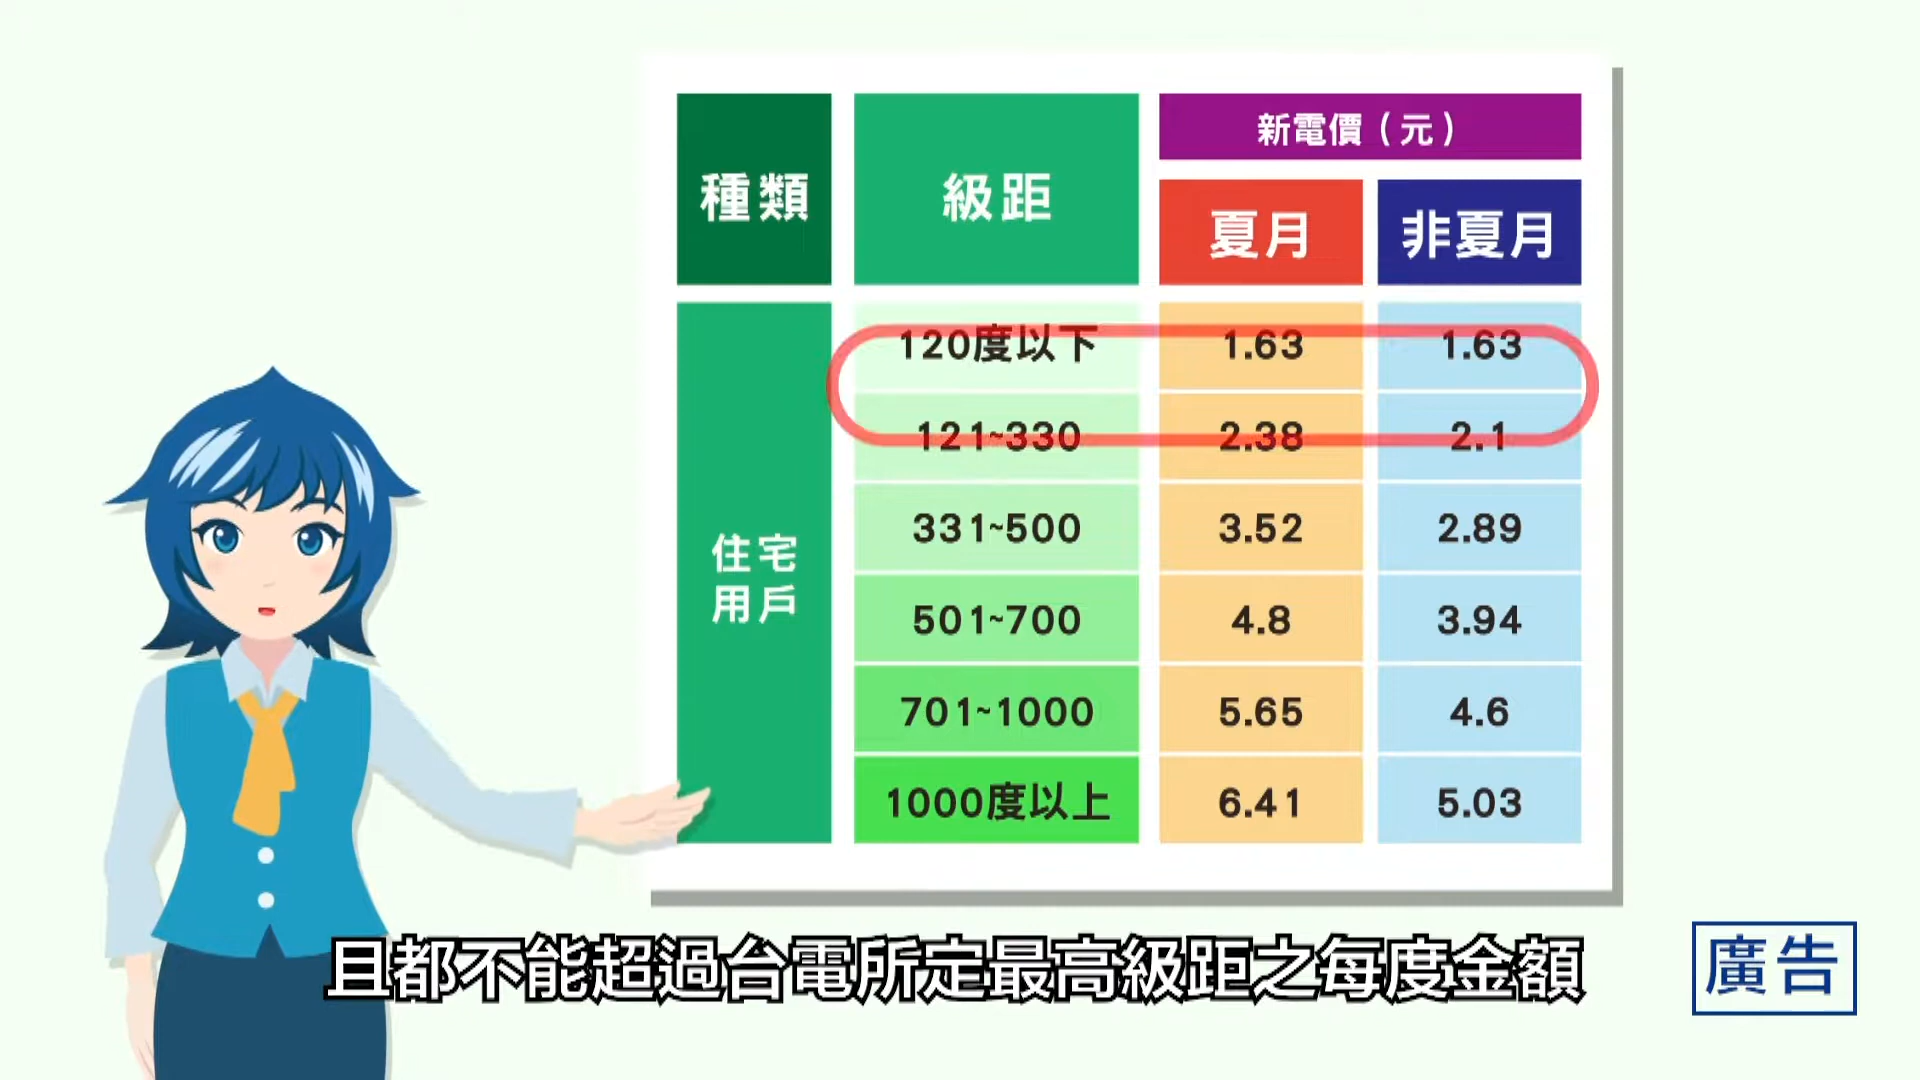 種類
級距
新電價（元）
夏月
非夏月
住宅
用戶
120度以下 1.63 1.63
121~330 2.38 2.1
331~500 3.52 2.89
501~700 4.8 3.94
701~1000 5.65 4.6
1000度以上 6.41 5.03
且都不能超過台電所定最高級距之每度金額
廣告